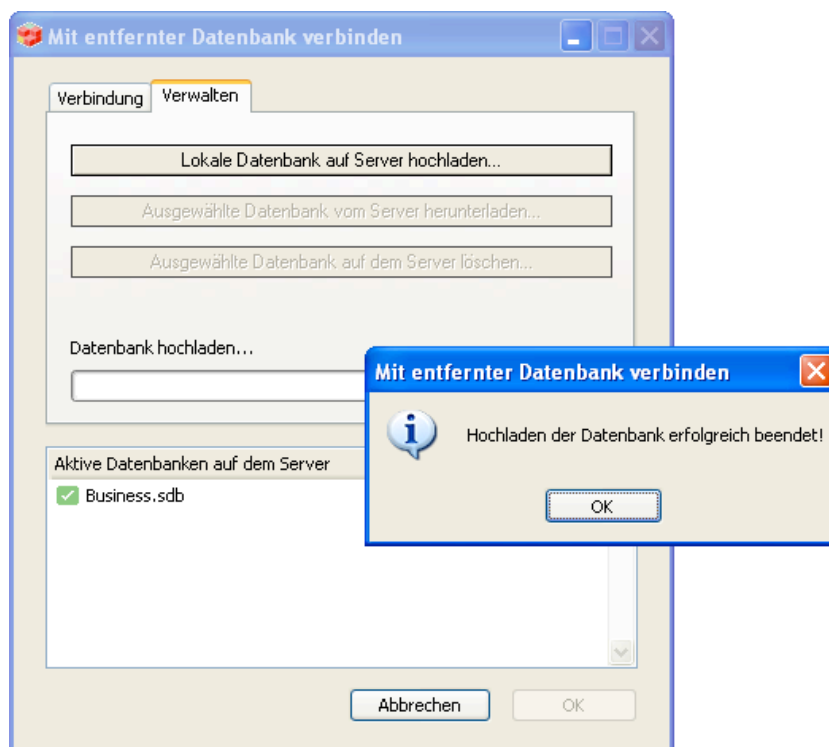 Mit entfernter Datenbank verbinden
Verbindung
Verwalten
Lokale Datenbank auf Server hochladen...
Ausgewählte Datenbank vom Server herunterladen...
Ausgewählte Datenbank auf dem Server löschen...
Datenbank hochladen...
Mit entfernter Datenbank verbinden
Hochladen der Datenbank erfolgreich beendet!
OK
Aktive Datenbanken auf dem Server
Business.sdb
Abbrechen
OK